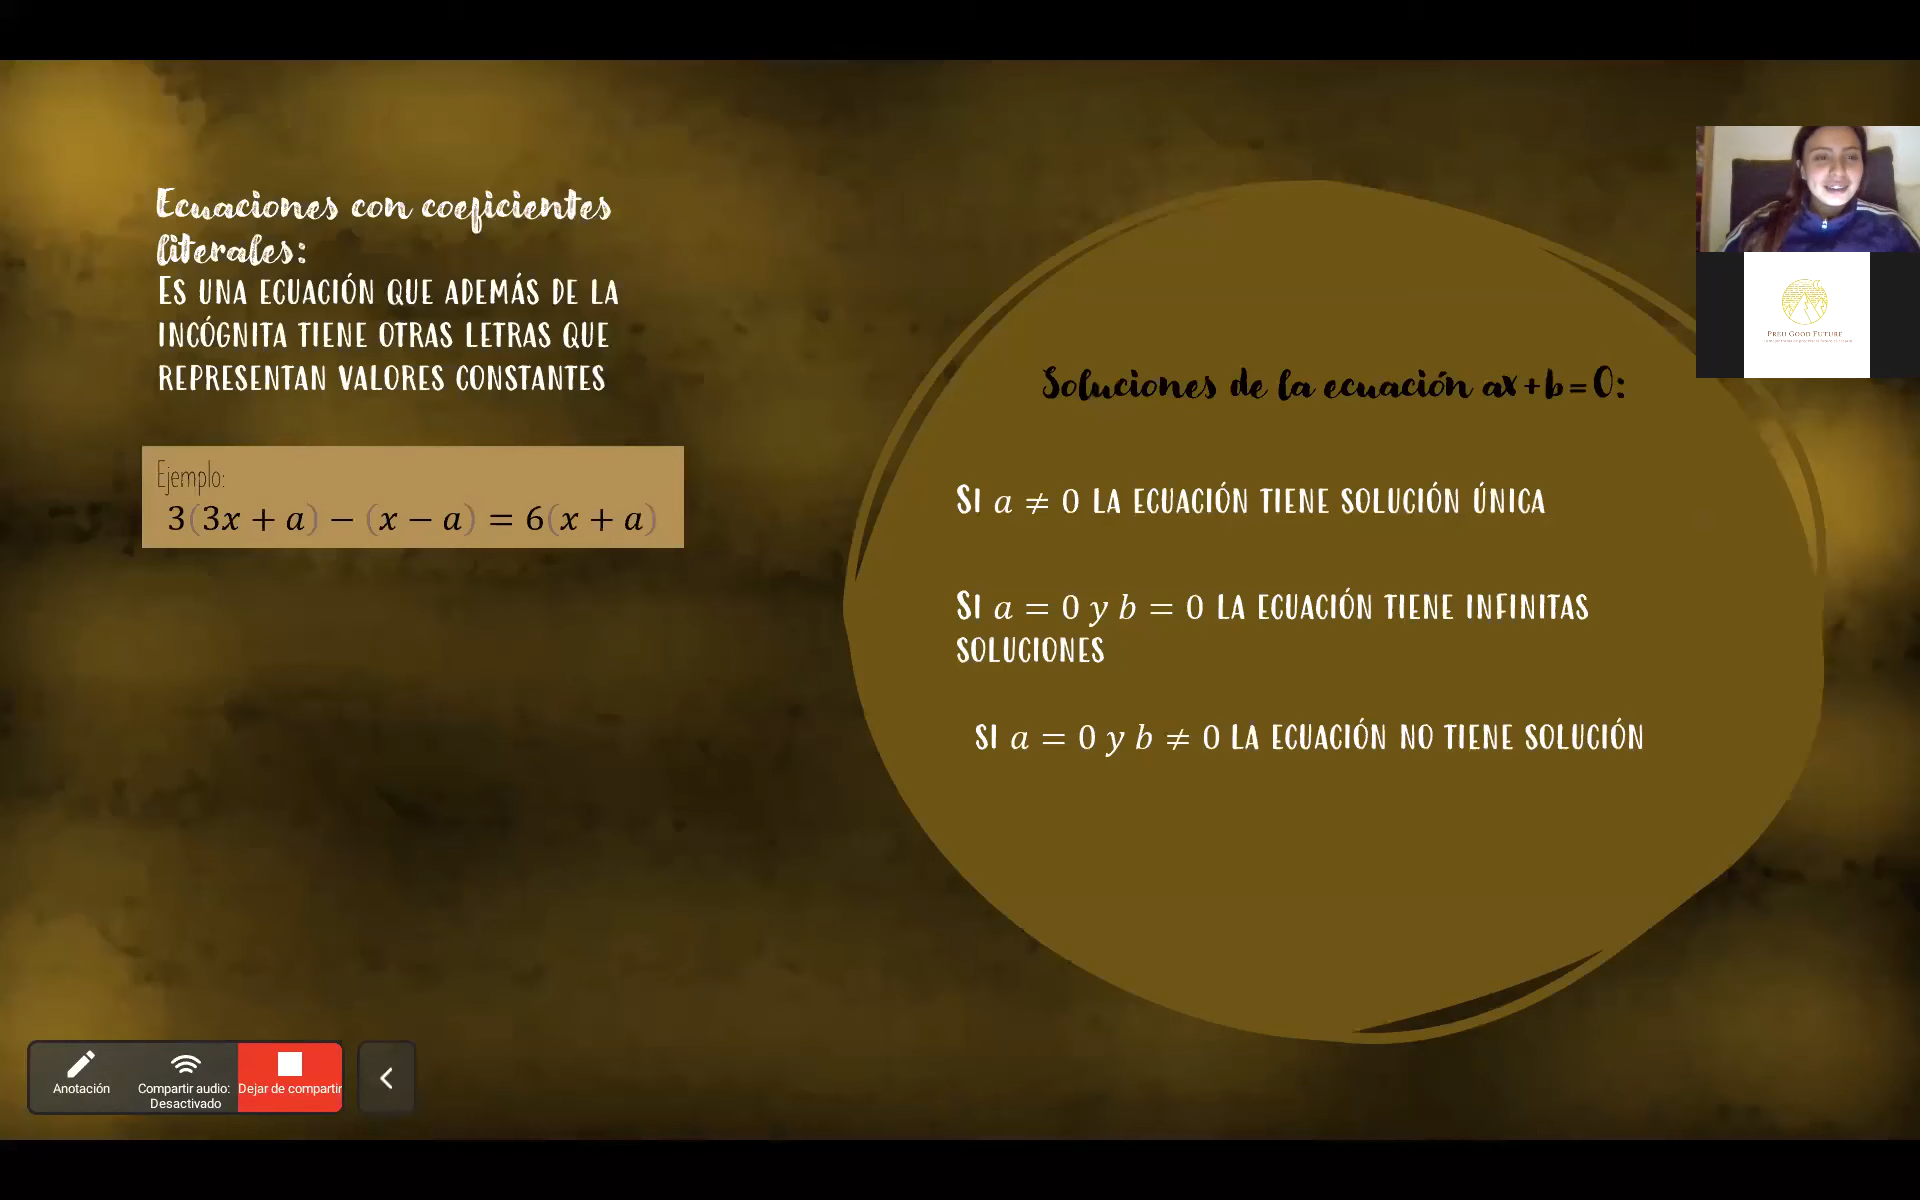 Ecuaciones con coeficientes
literales:
ES UNA ECUACIÓN QUE ADEMÁS DE LA
INCÓGNITA TIENE OTRAS LETRAS QUE
REPRESENTAN VALORES CONSTANTES
Ejemplo:
3(3x + a) − (x − a) = 6(x + a)
Soluciones de la ecuación ax+b=0:
SI a ≠ 0 LA ECUACIÓN TIENE SOLUCIÓN ÚNICA
SI a = 0 y b = 0 LA ECUACIÓN TIENE INFINITAS
SOLUCIONES
SI a = 0 y b ≠ 0 LA ECUACIÓN NO TIENE SOLUCIÓN
PREU GOOD FUTURE
Anotación
Compartir audio:
Desactivado
Dejar de compartir